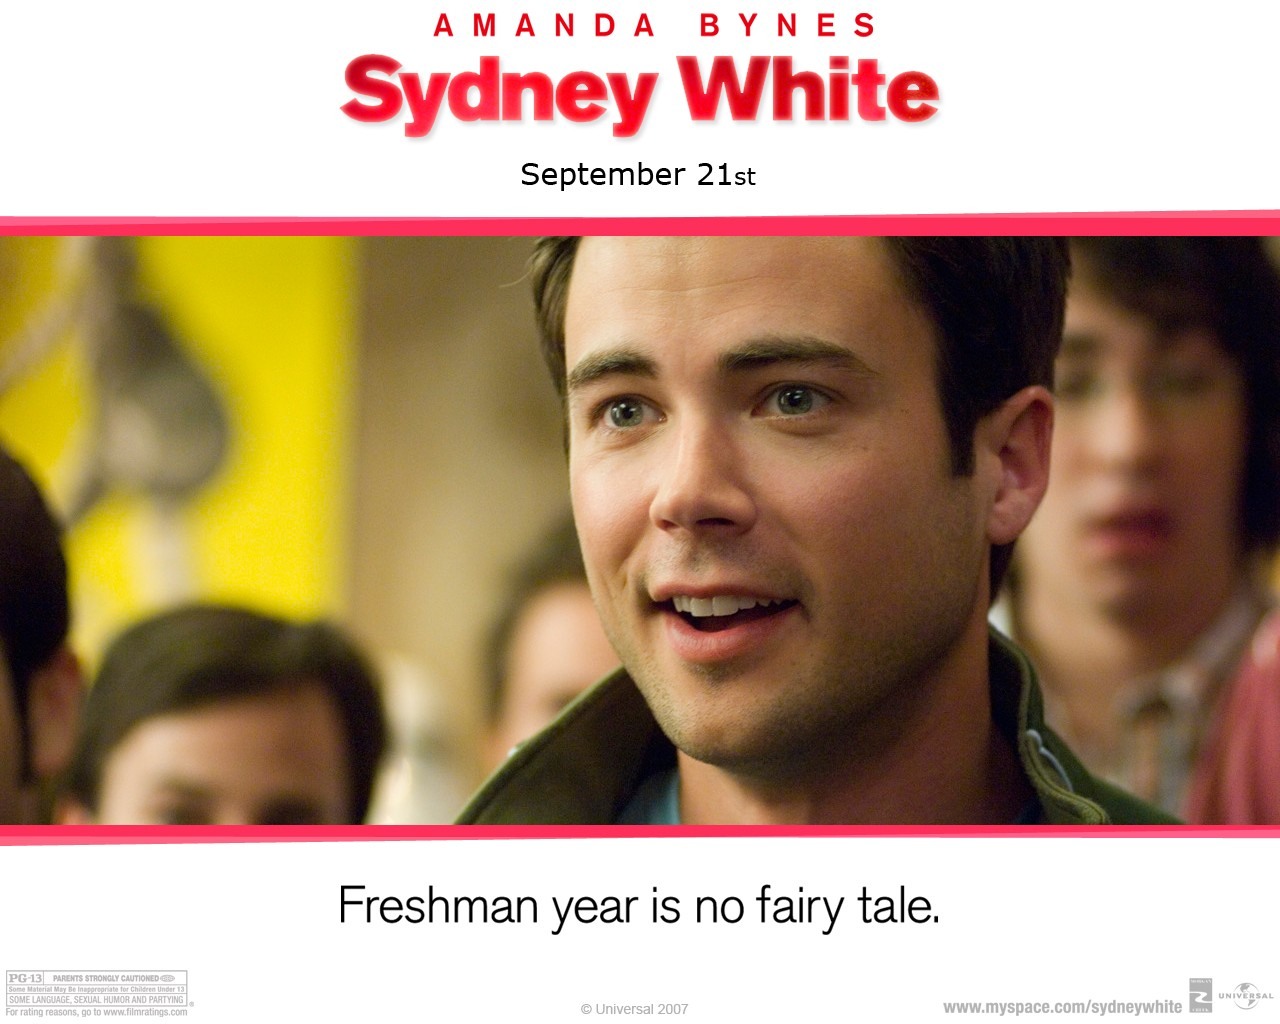 AMANDA BYNES
Sydney White
September 21st
Freshman year is no fairy tale.
PG-13 PARENTS STRONGLY CAUTIONED
Some Material May Be Inappropriate for Children Under 13
SOME LANGUAGE, SEXUAL HUMOR AND PARTYING
For rating reasons, go to www.filmratings.com
© Universal 2007
www.myspace.com/sydneywhite
UNIVERSAL